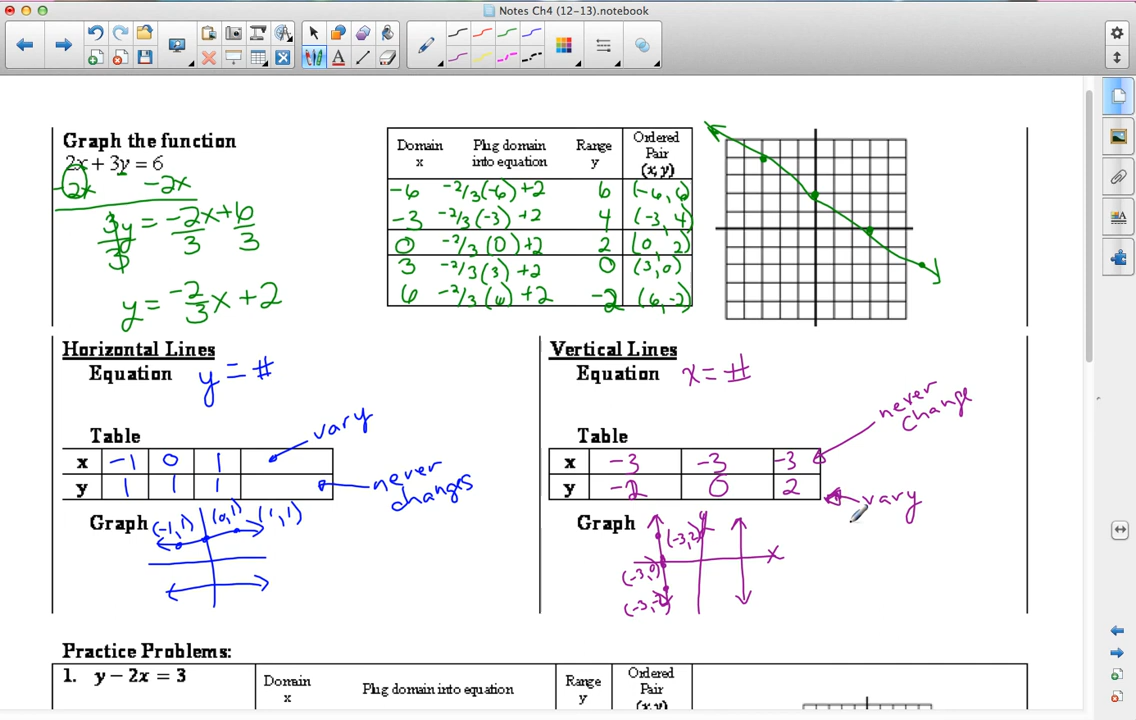 Notes Ch4 (12-13).notebook
Graph the function
2x + 3y = 6
-2x -2x
3y = -2x+6
3 3 3
y = -2/3 x + 2
Domain x Plug domain into equation Range y Ordered Pair (x, y)
-6 -2/3(-6)+2 6 (-6, 6)
-3 -2/3(-3)+2 4 (-3, 4)
0 -2/3(0)+2 2 (0, 2)
3 -2/3(3)+2 0 (3,0)
6 -2/3(6)+2 -2 (6,-2)
Horizontal Lines
Equation y = #
Table
vary
x -1 0 1
y 1 1 1
never changes
Graph
(-1,1) (0,1) (1,1)
Vertical Lines
Equation x = #
never change
Table
x -3 -3 -3
y -2 0 2
vary
Graph
y
(-3,2)
x
(-3,0)
(-3,-2)
Practice Problems:
1. y − 2x = 3
Domain x Plug domain into equation Range y Ordered Pair (x, y)